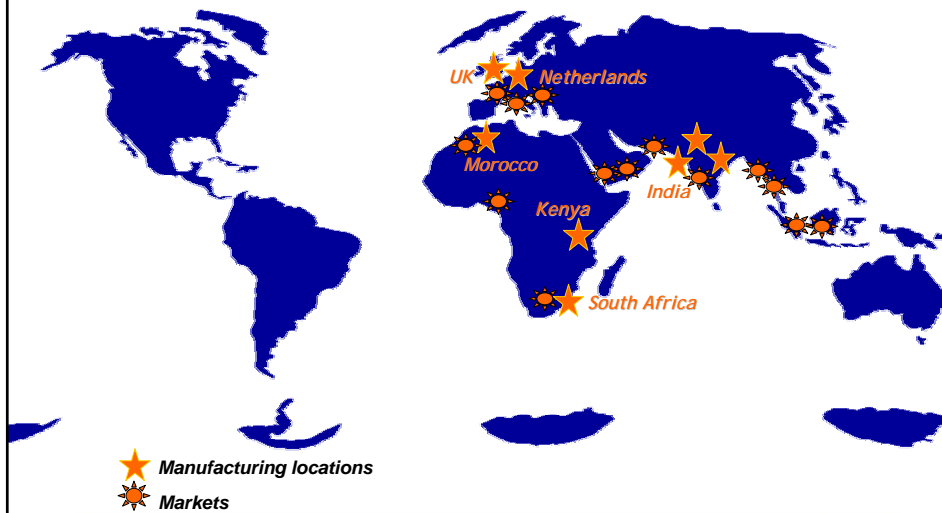 UK
Netherlands
Morocco
India
Kenya
South Africa
Manufacturing locations
Markets